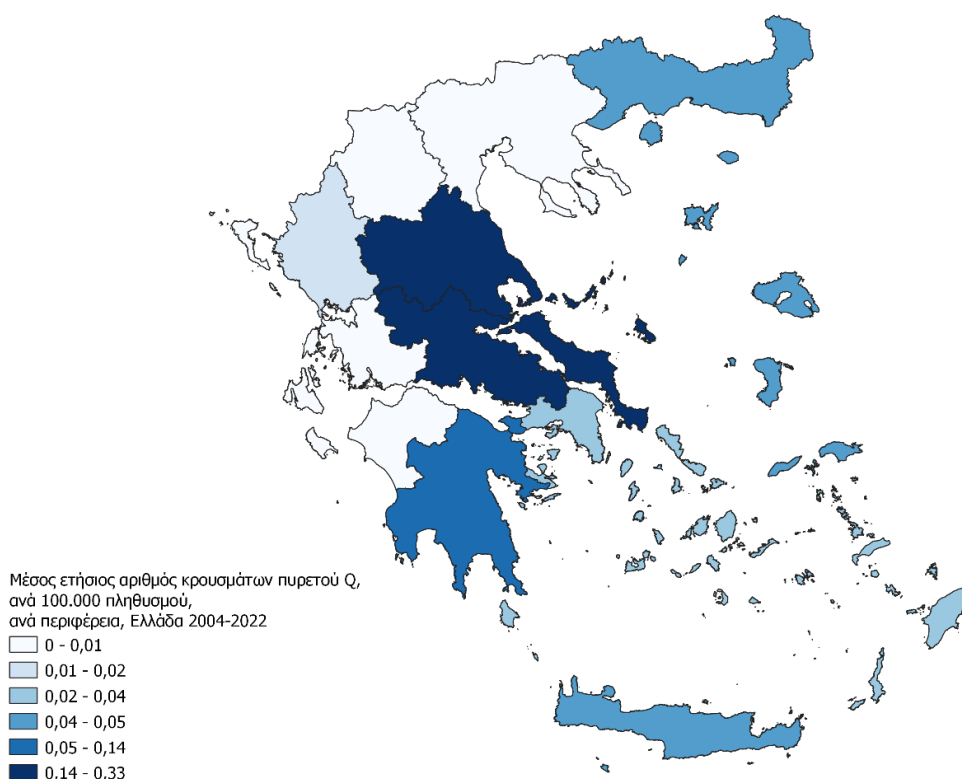 Μέσος ετήσιος αριθμός κρουσμάτων πυρετού Q,
ανά 100.000 πληθυσμού,
ανά περιφέρεια, Ελλάδα 2004-2022
0 - 0,01
0,01 - 0,02
0,02 - 0,04
0,04 - 0,05
0,05 - 0,14
0,14 - 0,33